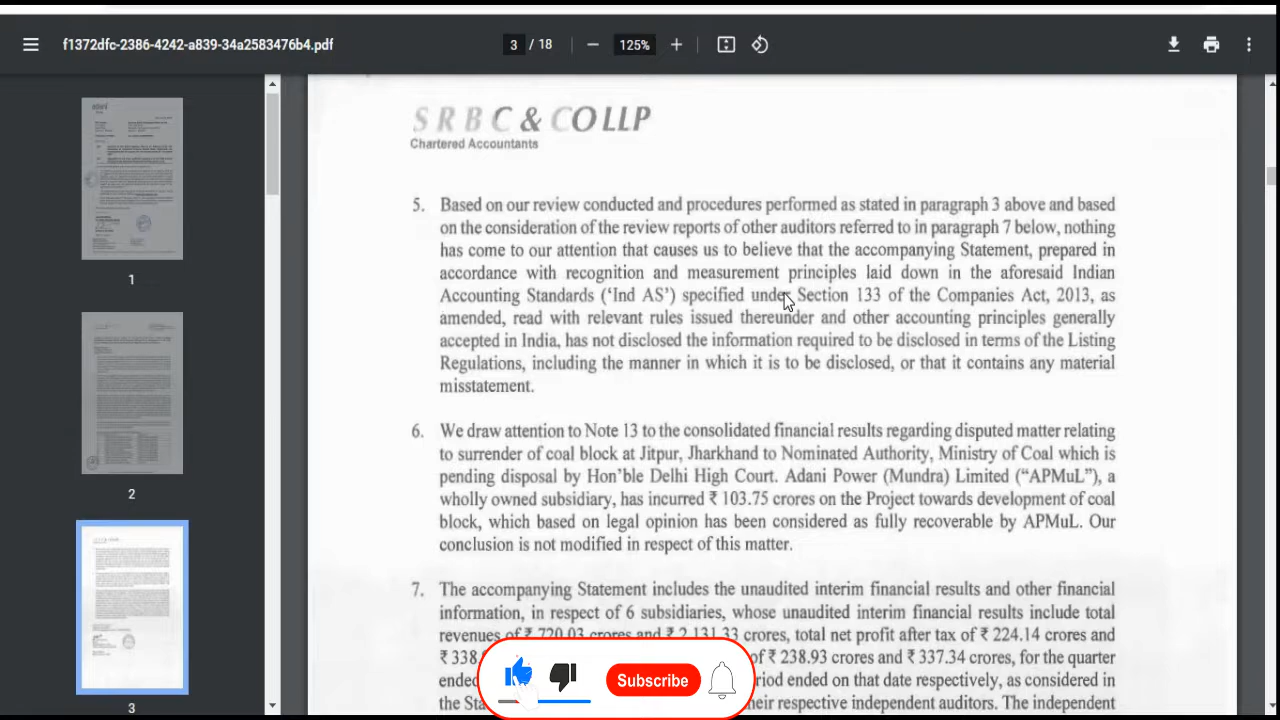 f1372dfc-2386-4242-a839-34a2583476b4.pdf
3 / 18
125%
S R B C & CO LLP
Chartered Accountants
5. Based on our review conducted and procedures performed as stated in paragraph 3 above and based
on the consideration of the review reports of other auditors referred to in paragraph 7 below, nothing
has come to our attention that causes us to believe that the accompanying Statement, prepared in
accordance with recognition and measurement principles laid down in the aforesaid Indian
Accounting Standards ('Ind AS') specified under Section 133 of the Companies Act, 2013, as
amended, read with relevant rules issued thereunder and other accounting principles generally
accepted in India, has not disclosed the information required to be disclosed in terms of the Listing
Regulations, including the manner in which it is to be disclosed, or that it contains any material
misstatement.
6. We draw attention to Note 13 to the consolidated financial results regarding disputed matter relating
to surrender of coal block at Jitpur, Jharkhand to Nominated Authority, Ministry of Coal which is
pending disposal by Hon'ble Delhi High Court. Adani Power (Mundra) Limited ("APMuL"), a
wholly owned subsidiary, has incurred ₹ 103.75 crores on the Project towards development of coal
block, which based on legal opinion has been considered as fully recoverable by APMuL. Our
conclusion is not modified in respect of this matter.
7. The accompanying Statement includes the unaudited interim financial results and other financial
information, in respect of 6 subsidiaries, whose unaudited interim financial results include total
revenues of ₹ 720.03 crores and ₹ 2,131.33 crores, total net profit after tax of ₹ 224.14 crores and
₹ 338. of ₹ 238.93 crores and ₹ 337.34 crores, for the quarter
ended period ended on that date respectively, as considered in
the Sta their respective independent auditors. The independent
Subscribe
1
2
3